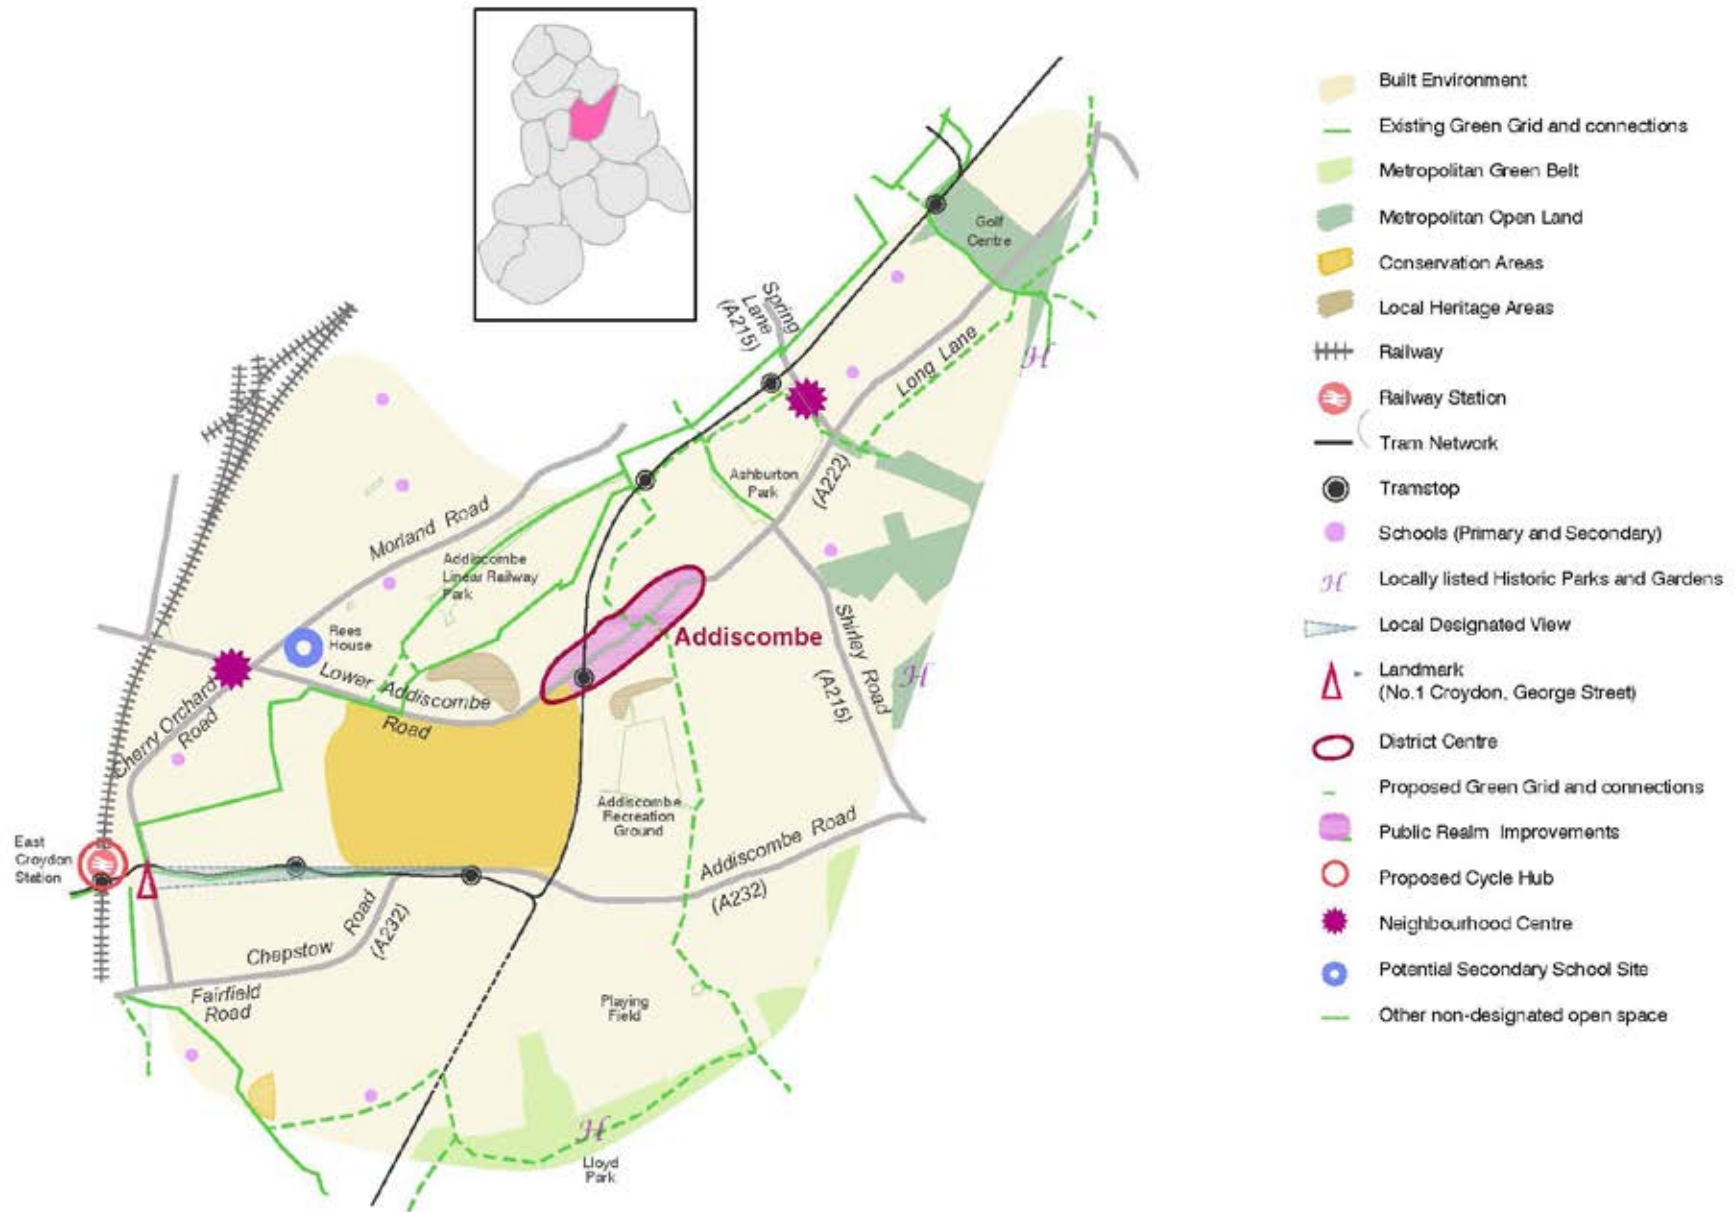 Golf
Centre
Spring
Lane
(A215)
Long Lane
Ashburton
Park
(A222)
Morland Road
Addiscombe
Linear Railway
Park
Rees
House
Addiscombe
Lower Addiscombe
Road
Shirley Road
(A215)
Cherry Orchard
Road
Addiscombe
Recreation
Ground
East
Croydon
Station
Addiscombe Road
(A232)
Chepstow Road
(A232)
Fairfield
Road
Playing
Field
Lloyd
Park
H
H
H
Built Environment
Existing Green Grid and connections
Metropolitan Green Belt
Metropolitan Open Land
Conservation Areas
Local Heritage Areas
Railway
Railway Station
Tram Network
Tramstop
Schools (Primary and Secondary)
H Locally listed Historic Parks and Gardens
Local Designated View
Landmark
(No.1 Croydon, George Street)
District Centre
Proposed Green Grid and connections
Public Realm Improvements
Proposed Cycle Hub
Neighbourhood Centre
Potential Secondary School Site
Other non-designated open space